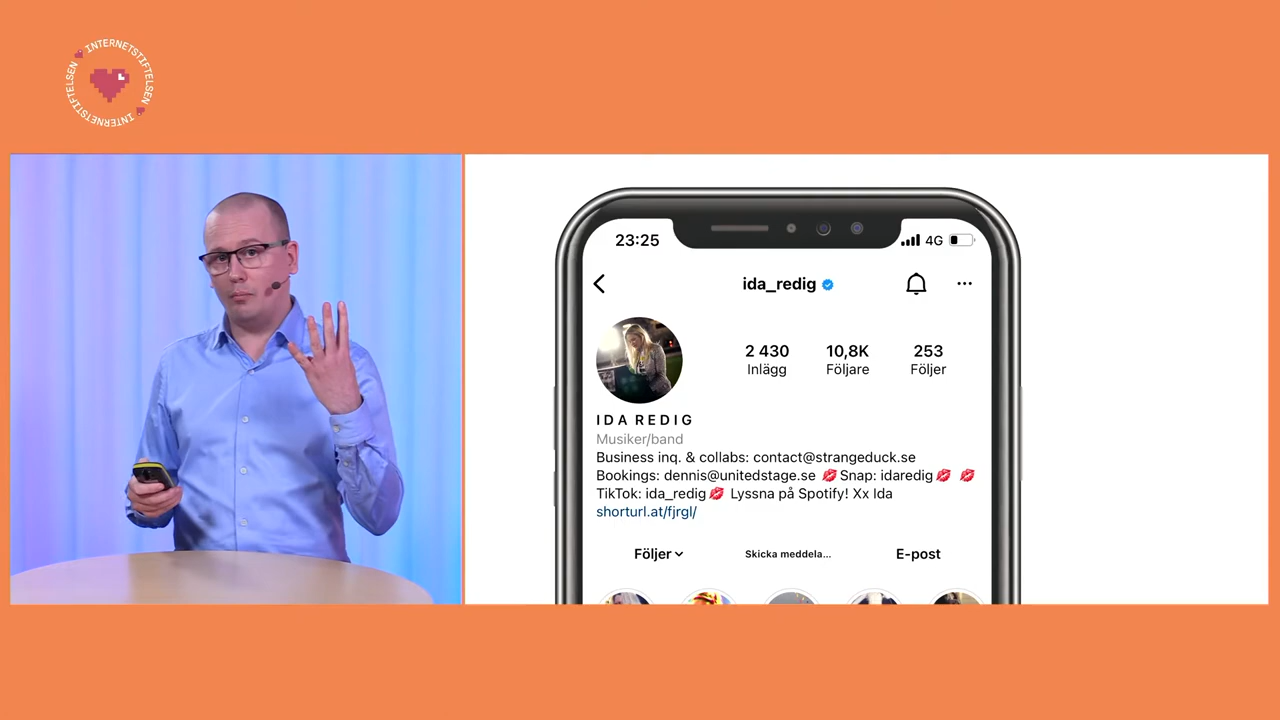 INTERNETSTIFTELSEN
INTERNETSTIFTELSEN
23:25
4G
ida_redig
2 430
10,8K
253
Inlägg
Följare
Följer
IDA REDIG
Musiker/band
Business inq. & collabs: contact@strangeduck.se
Bookings: dennis@unitedstage.se 💋Snap: idaredig💋 💋
TikTok: ida_redig💋 Lyssna på Spotify! Xx Ida
shorturl.at/fjrgl/
Följer
Skicka meddela...
E-post